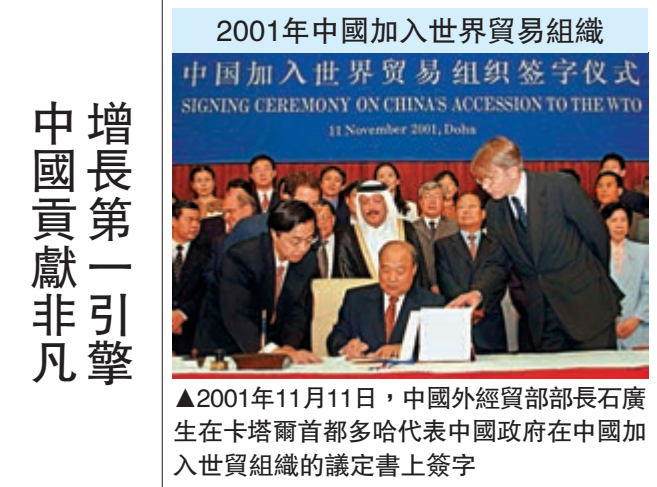 增長第一引擎
中國貢獻非凡
2001年中國加入世界貿易組織
中国加入世界贸易组织签字仪式
SIGNING CEREMONY ON CHINA'S ACCESSION TO THE WTO
11 November 2001, Doha
▲2001年11月11日，中國外經貿部部長石廣
生在卡塔爾首都多哈代表中國政府在中國加
入世貿組織的議定書上簽字